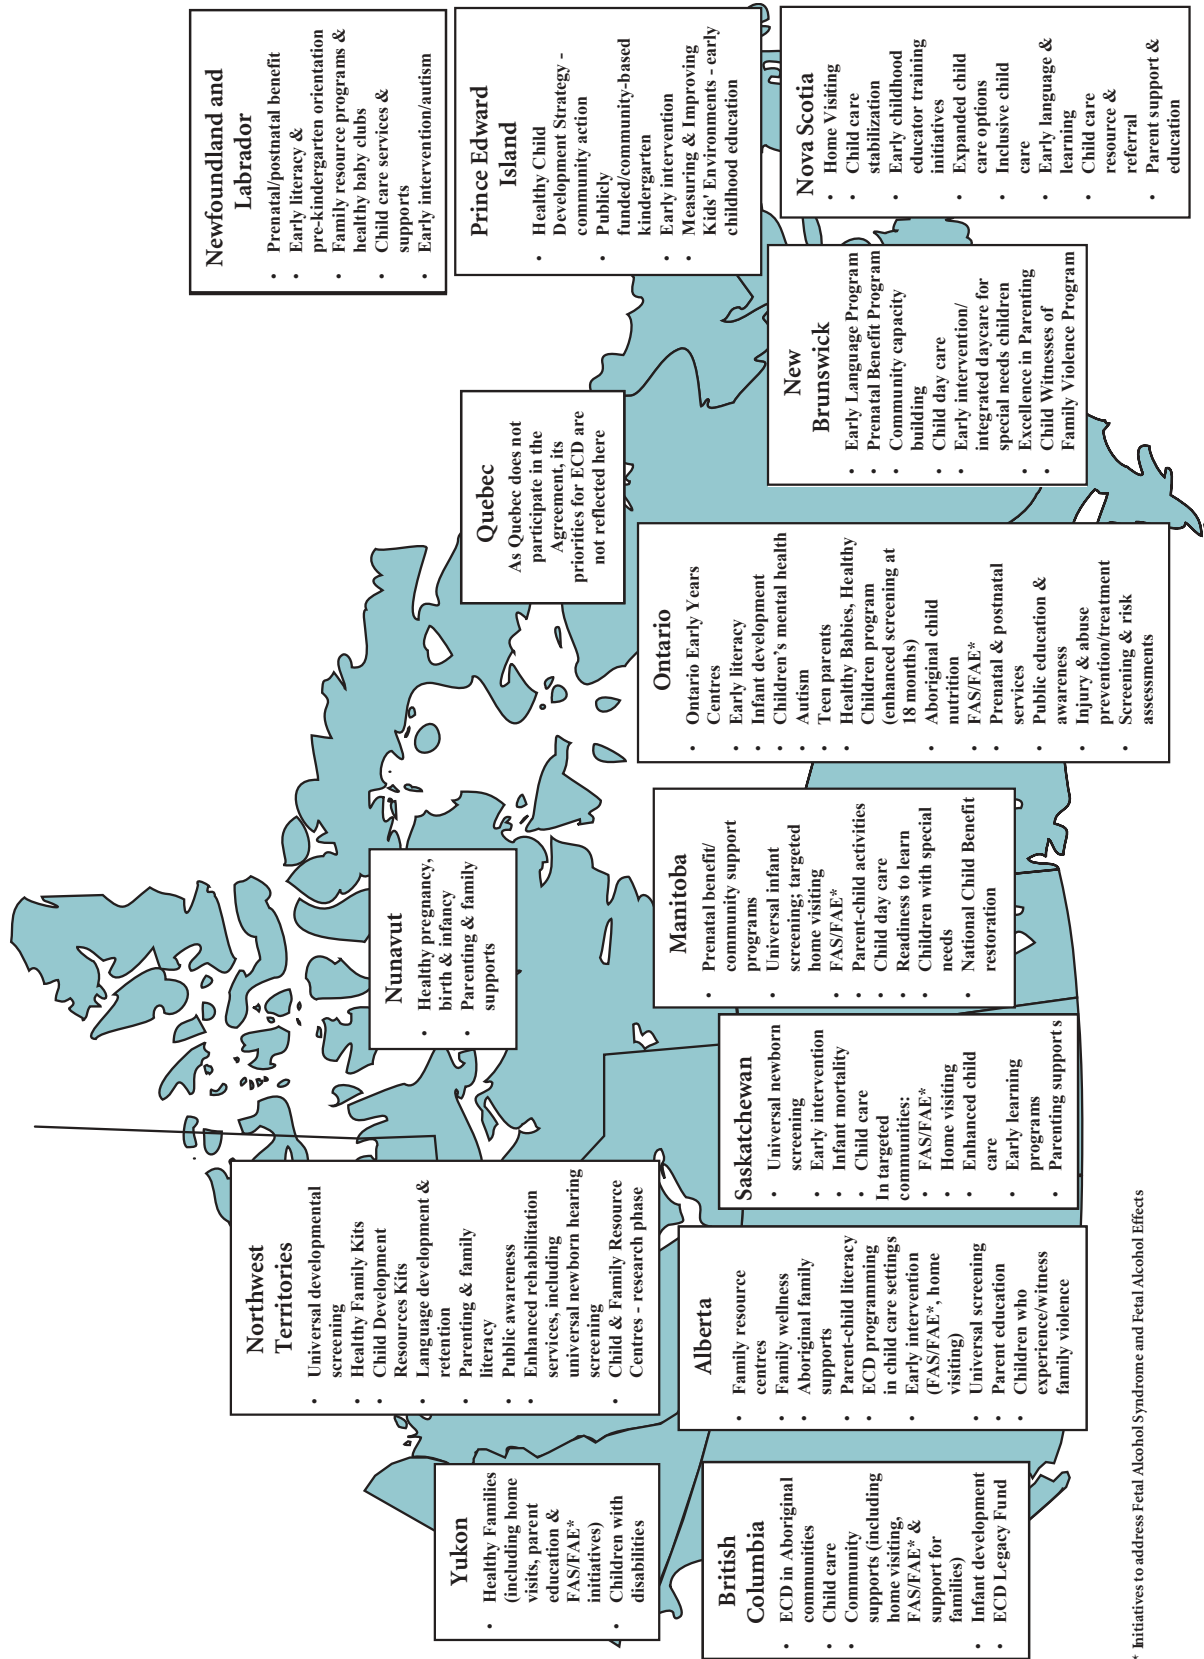 Newfoundland and
Labrador
• Prenatal/postnatal benefit
• Early literacy &
pre-kindergarten orientation
• Family resource programs &
healthy baby clubs
• Child care services &
supports
• Early intervention/autism
Prince Edward
Island
• Healthy Child
Development Strategy -
community action
• Publicly
funded/community-based
kindergarten
• Early intervention
• Measuring & Improving
Kids' Environments - early
childhood education
Nova Scotia
• Home Visiting
• Child care
stabilization
• Early childhood
educator training
initiatives
• Expanded child
care options
• Inclusive child
care
• Early language &
learning
• Child care
resource &
referral
• Parent support &
education
New
Brunswick
• Early Language Program
• Prenatal Benefit Program
• Community capacity
building
• Child day care
• Early intervention/
integrated daycare for
special needs children
• Excellence in Parenting
• Child Witnesses of
Family Violence Program
Quebec
As Quebec does not
participate in the
Agreement, its
priorities for ECD are
not reflected here
Ontario
• Ontario Early Years
Centres
• Early literacy
• Infant development
• Children’s mental health
• Autism
• Teen parents
• Healthy Babies, Healthy
Children program
(enhanced screening at
18 months)
• Aboriginal child
nutrition
• FAS/FAE*
• Prenatal & postnatal
services
• Public education &
awareness
• Injury & abuse
prevention/treatment
• Screening & risk
assessments
Nunavut
• Healthy pregnancy,
birth & infancy
• Parenting & family
supports
Manitoba
• Prenatal benefit/
community support
programs
• Universal infant
screening; targeted
home visiting
• FAS/FAE*
• Parent-child activities
• Child day care
• Readiness to learn
• Children with special
needs
• National Child Benefit
restoration
Saskatchewan
• Universal newborn
screening
• Early intervention
• Infant mortality
• Child care
In targeted
communities:
• FAS/FAE*
• Home visiting
• Enhanced child
care
• Early learning
programs
• Parenting supports
Northwest
Territories
• Universal developmental
screening
• Healthy Family Kits
• Child Development
Resources Kits
• Language development &
retention
• Parenting & family
literacy
• Public awareness
• Enhanced rehabilitation
services, including
universal newborn hearing
screening
• Child & Family Resource
Centres - research phase
Alberta
• Family resource
centres
• Family wellness
• Aboriginal family
supports
• Parent-child literacy
• ECD programming
in child care settings
• Early intervention
(FAS/FAE*, home
visiting)
• Universal screening
• Parent education
• Children who
experience/witness
family violence
Yukon
• Healthy Families
(including home
visits, parent
education &
FAS/FAE*
initiatives)
• Children with
disabilities
British
Columbia
• ECD in Aboriginal
communities
• Child care
• Community
supports (including
home visiting,
FAS/FAE* &
support for
families)
• Infant development
• ECD Legacy Fund
* Initiatives to address Fetal Alcohol Syndrome and Fetal Alcohol Effects